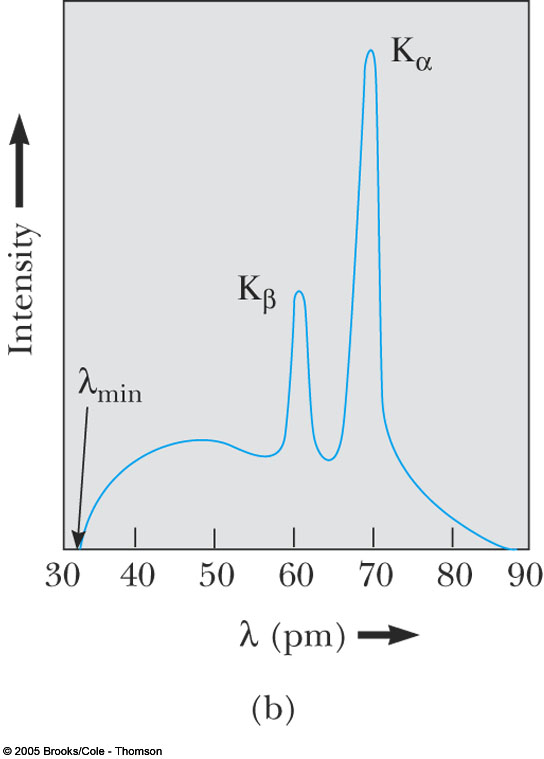 Kα
Kβ
Intensity
λmin
30 40 50 60 70 80 90
λ (pm)
(b)
© 2005 Brooks/Cole - Thomson